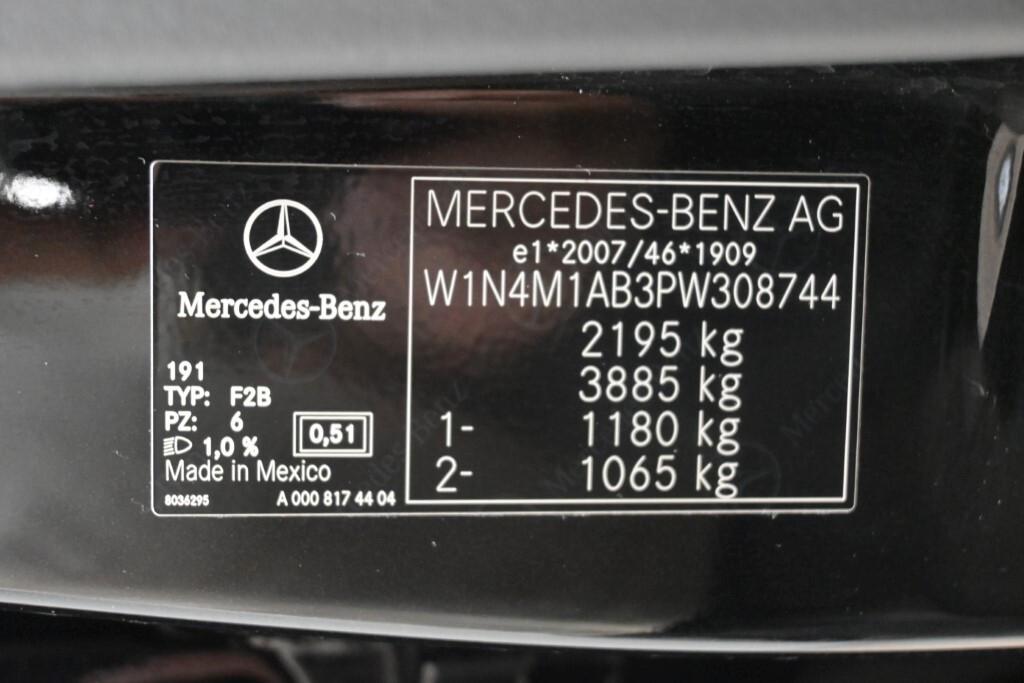 Mercedes-Benz
191
TYP: F2B
PZ: 6
1,0 %
0,51
Made in Mexico
8036295
A 000 817 44 04
MERCEDES-BENZ AG
e1*2007/46*1909
W1N4M1AB3PW308744
2195 kg
3885 kg
1- 1180 kg
2- 1065 kg